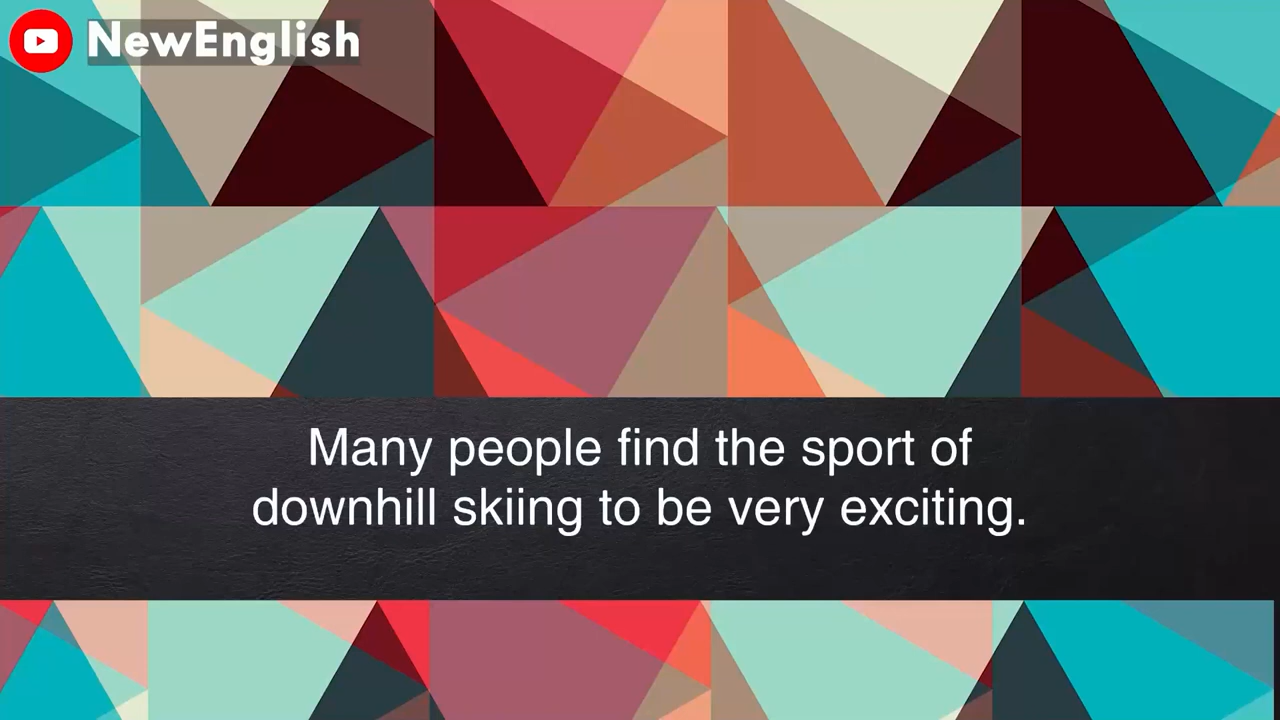 NewEnglish
Many people find the sport of
downhill skiing to be very exciting.